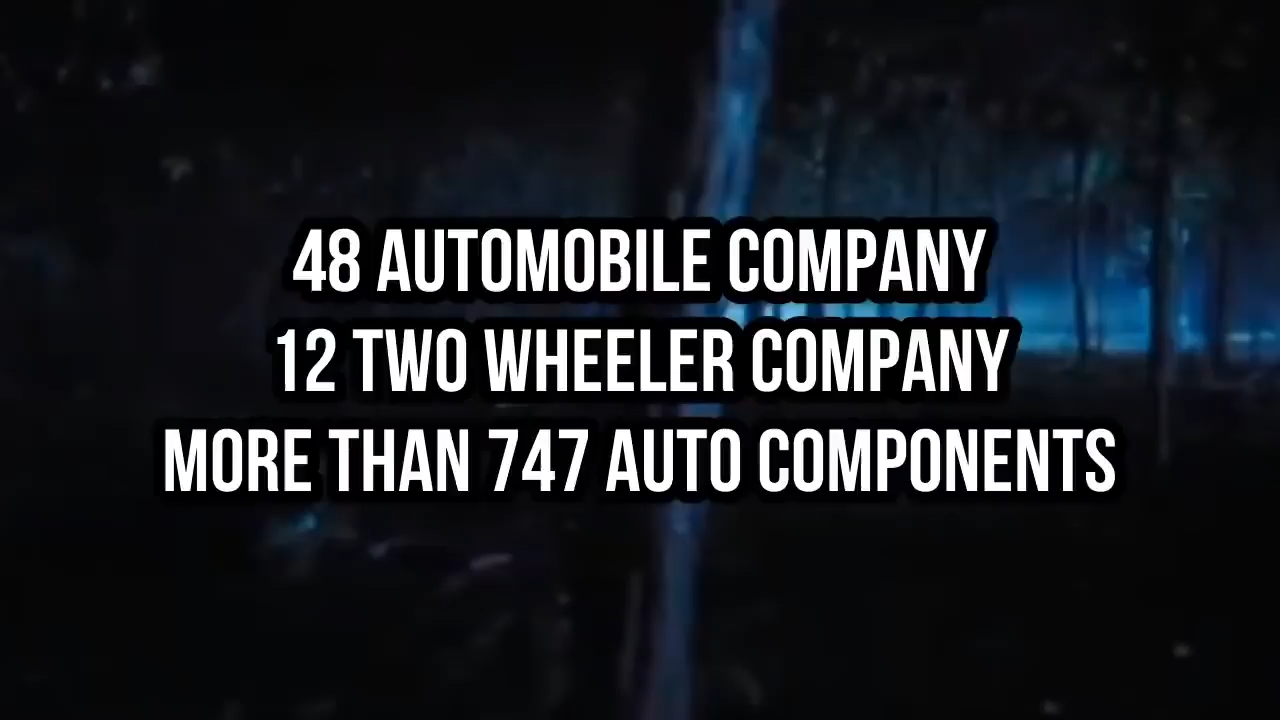 48 AUTOMOBILE COMPANY
12 TWO WHEELER COMPANY
MORE THAN 747 AUTO COMPONENTS